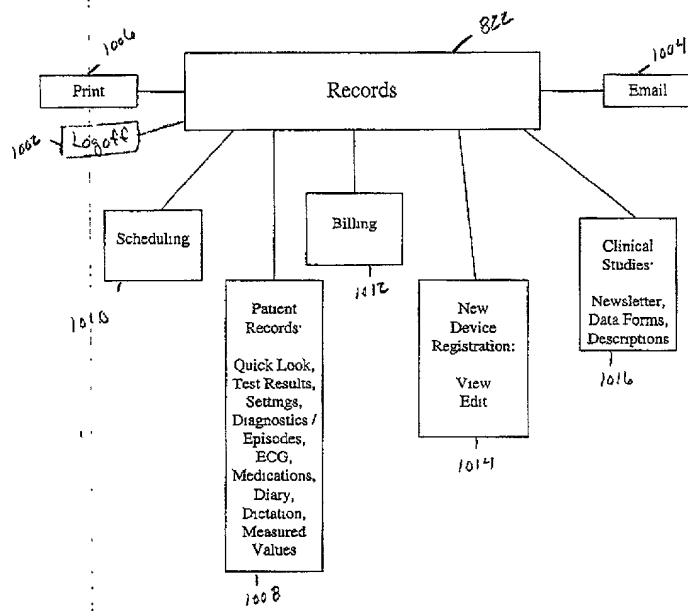 822
1006
1004
Print
Records
Email
1002
Logoff
Scheduling
Billing
Clinical
Studies:
Newsletter,
Data Forms,
Descriptions
1010
1012
1016
Patient
Records:
Quick Look,
Test Results,
Settings,
Diagnostics /
Episodes,
ECG,
Medications,
Diary,
Dictation,
Measured
Values
New
Device
Registration:
View
Edit
1014
1008